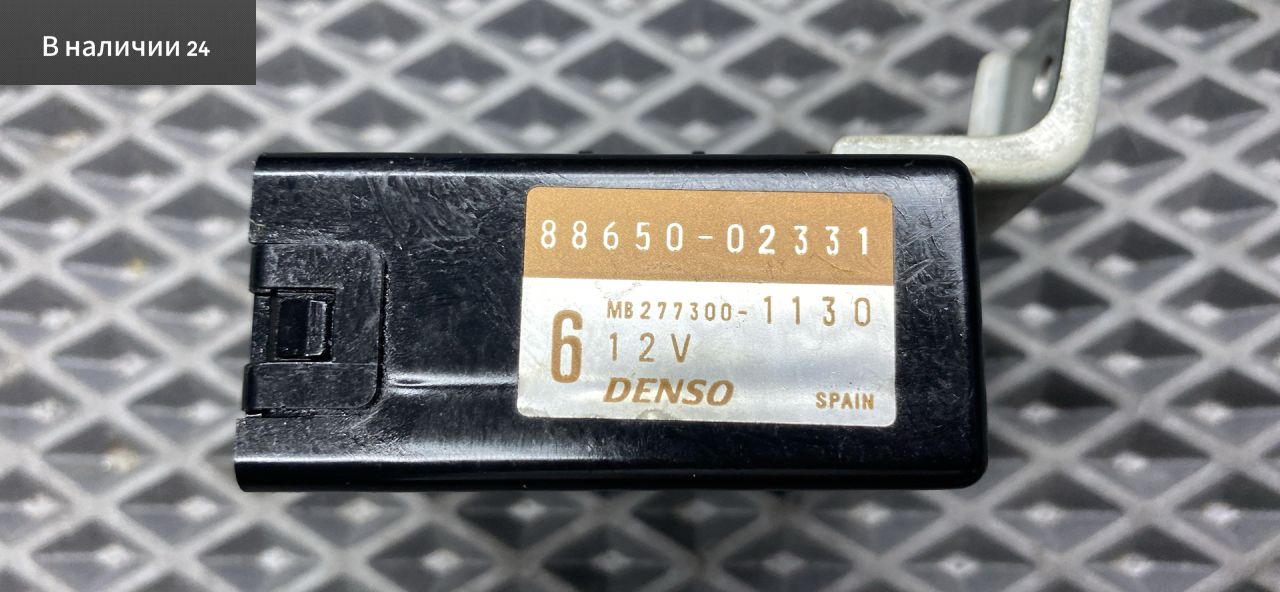 В наличии 24
88650-02331
MB277300-1130
6 12V
DENSO
SPAIN